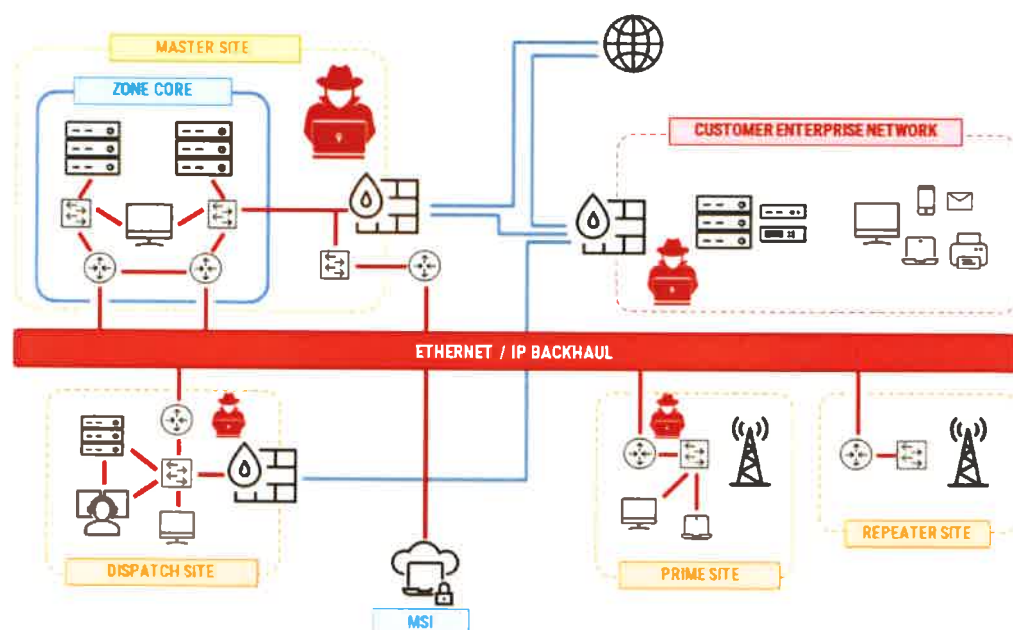 MASTER SITE
ZONE CORE
CUSTOMER ENTERPRISE NETWORK
ETHERNET / IP BACKHAUL
DISPATCH SITE
MSI
PRIME SITE
REPEATER SITE